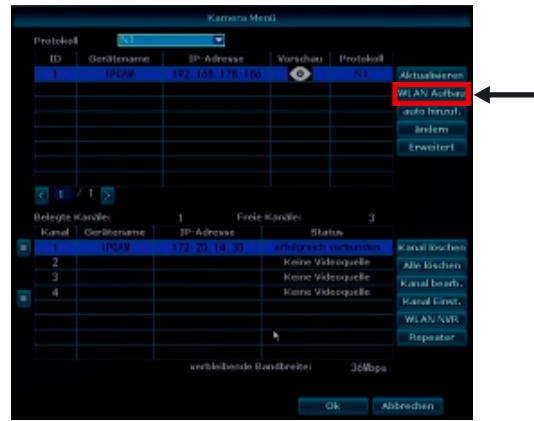 Kamera Menü
Protokoll N1
ID Gerätename IP-Adresse Vorschau Protokoll
1 IPCAM 192.168.178.166 N1
Aktualisieren
WLAN Aufbau
auto hinzuf.
ändern
Erweitert
< 1 / 1 >
Belegte Kanäle: 1 Freie Kanäle: 3
Kanal Gerätename IP-Adresse Status
1 IPCAM 172.20.14.33 erfolgreich verbunden Kanal löschen
2 Keine Videoquelle Alle löschen
3 Keine Videoquelle Kanal bearb.
4 Keine Videoquelle Kanal Einst.
WLAN NVR
Repeater
verbleibende Bandbreite: 36Mbps
Ok Abbrechen